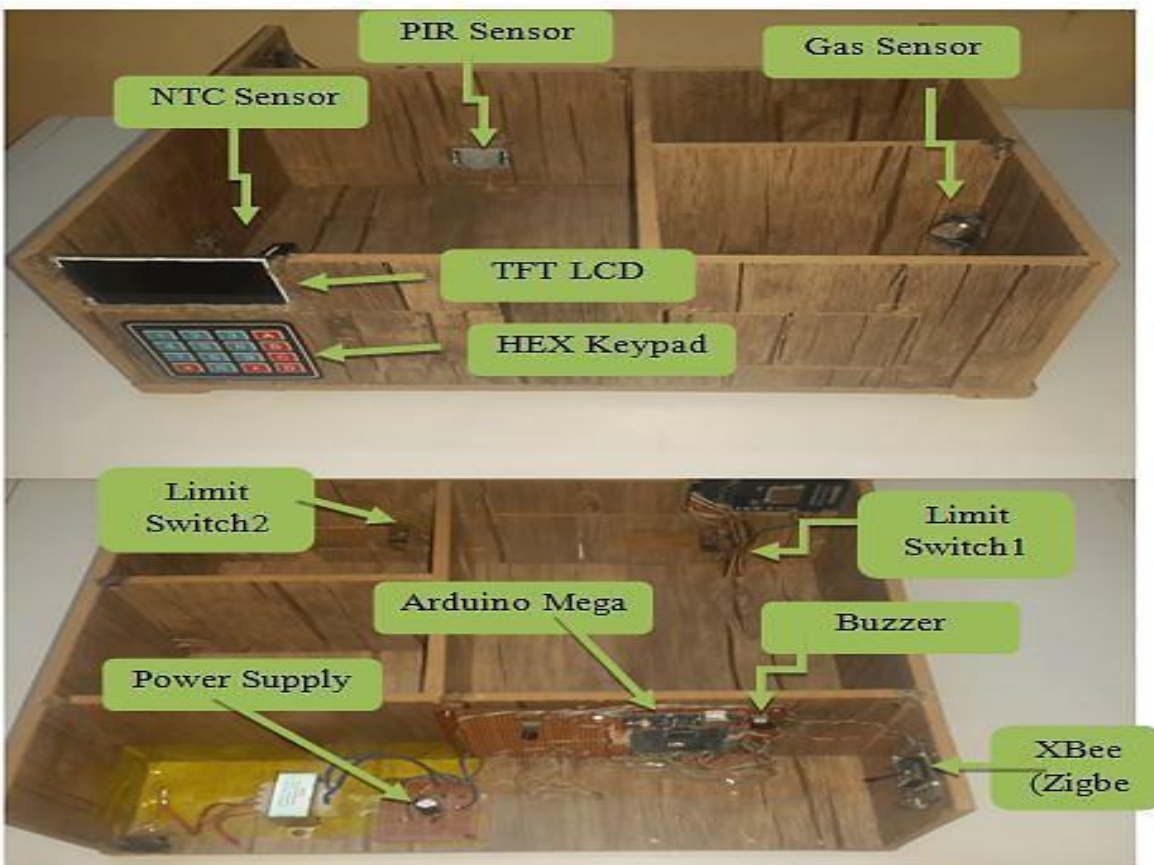 PIR Sensor
Gas Sensor
NTC Sensor
TFT LCD
HEX Keypad
Limit
Switch2
Limit
Switch1
Arduino Mega
Buzzer
Power Supply
XBee
(Zigbe